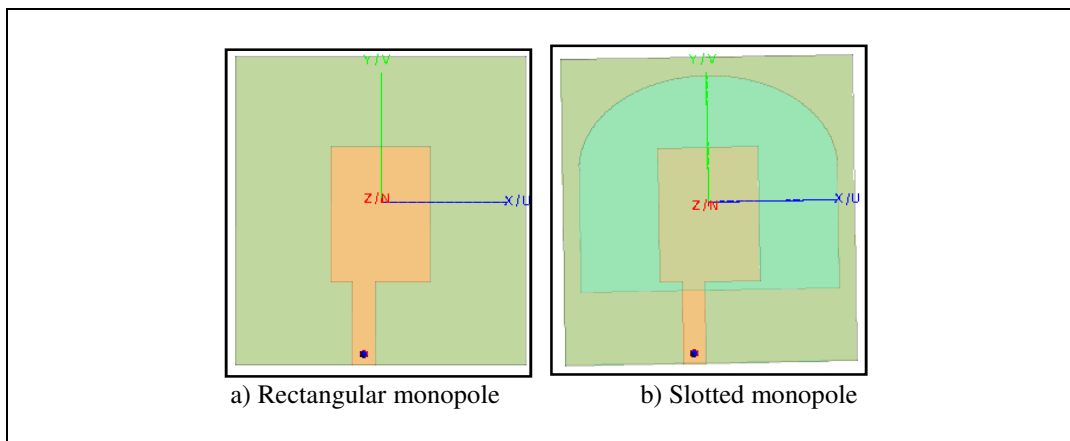 Y/V
Z/N
X/U
Y/V
Z/N
X/U
a) Rectangular monopole
b) Slotted monopole